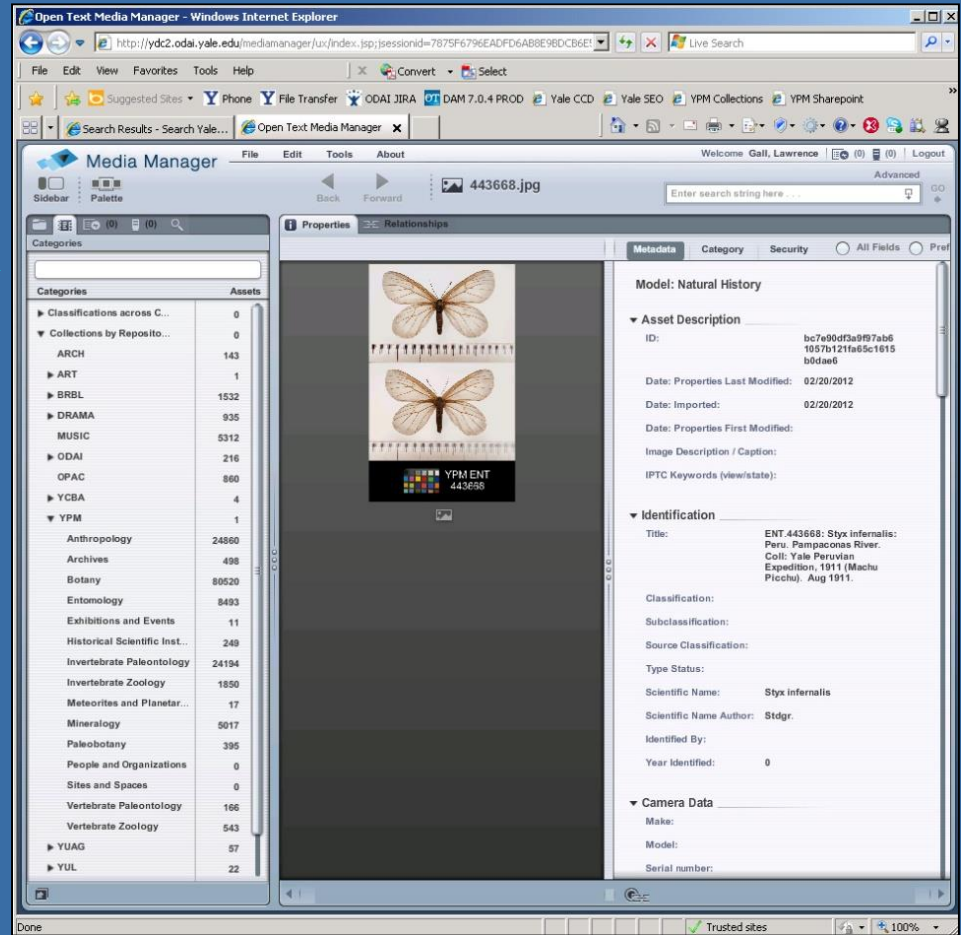 Open Text Media Manager - Windows Internet Explorer
http://ydc2.odai.yale.edu/mediamanager/ux/index.jsp;jsessionid=7875F6796EADFD6AB8E9BDCB6E
Live Search
File Edit View Favorites Tools Help
Convert Select
Suggested Sites Phone File Transfer ODAI JIRA DAM 7.0.4 PROD Yale CCD Yale SEO YPM Collections YPM Sharepoint
Search Results - Search Yale... Open Text Media Manager
Media Manager File Edit Tools About Welcome Gall, Lawrence (0) (0) Logout
Sidebar Palette Back Forward 443668.jpg Advanced
Enter search string here . . . GO
(0) (0) Properties Relationships
Categories Metadata Category Security All Fields Pref
Categories Assets
Classifications across C... 0
Collections by Reposito... 0
ARCH 143
ART 1
BRBL 1532
DRAMA 935
MUSIC 5312
ODAI 216
OPAC 860
YCBA 4
YPM 1
Anthropology 24860
Archives 498
Botany 80520
Entomology 8493
Exhibitions and Events 11
Historical Scientific Inst... 249
Invertebrate Paleontology 24194
Invertebrate Zoology 1850
Meteorites and Planetar... 17
Mineralogy 5017
Paleobotany 395
People and Organizations 0
Sites and Spaces 0
Vertebrate Paleontology 166
Vertebrate Zoology 543
YUAG 57
YUL 22
YPM ENT
443668
Model: Natural History
Asset Description
ID: bc7e90df3a9f97ab6
1057b121fa65c1615
b0dae6
Date: Properties Last Modified: 02/20/2012
Date: Imported: 02/20/2012
Date: Properties First Modified:
Image Description / Caption:
IPTC Keywords (view/state):
Identification
Title: ENT.443668: Styx infernalis:
Peru. Pampaconas River.
Coll: Yale Peruvian
Expedition, 1911 (Machu
Picchu). Aug 1911.
Classification:
Subclassification:
Source Classification:
Type Status:
Scientific Name: Styx infernalis
Scientific Name Author: Stdgr.
Identified By:
Year Identified: 0
Camera Data
Make:
Model:
Serial number:
Done Trusted sites 100%